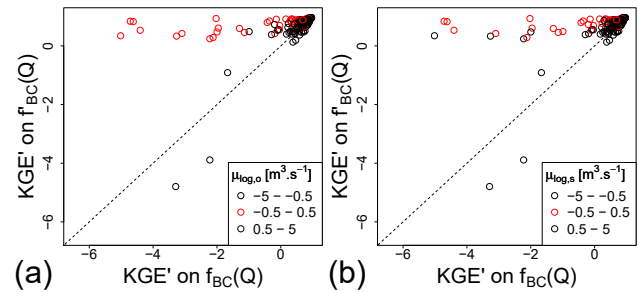 KGE' on f'BC(Q)
0
−2
−4
−6
μlog,o [m³.s⁻¹]
−5 − −0.5
−0.5 − 0.5
0.5 − 5
−6 −4 −2 0
(a) KGE' on fBC(Q)
KGE' on f'BC(Q)
0
−2
−4
−6
μlog,s [m³.s⁻¹]
−5 − −0.5
−0.5 − 0.5
0.5 − 5
−6 −4 −2 0
(b) KGE' on fBC(Q)